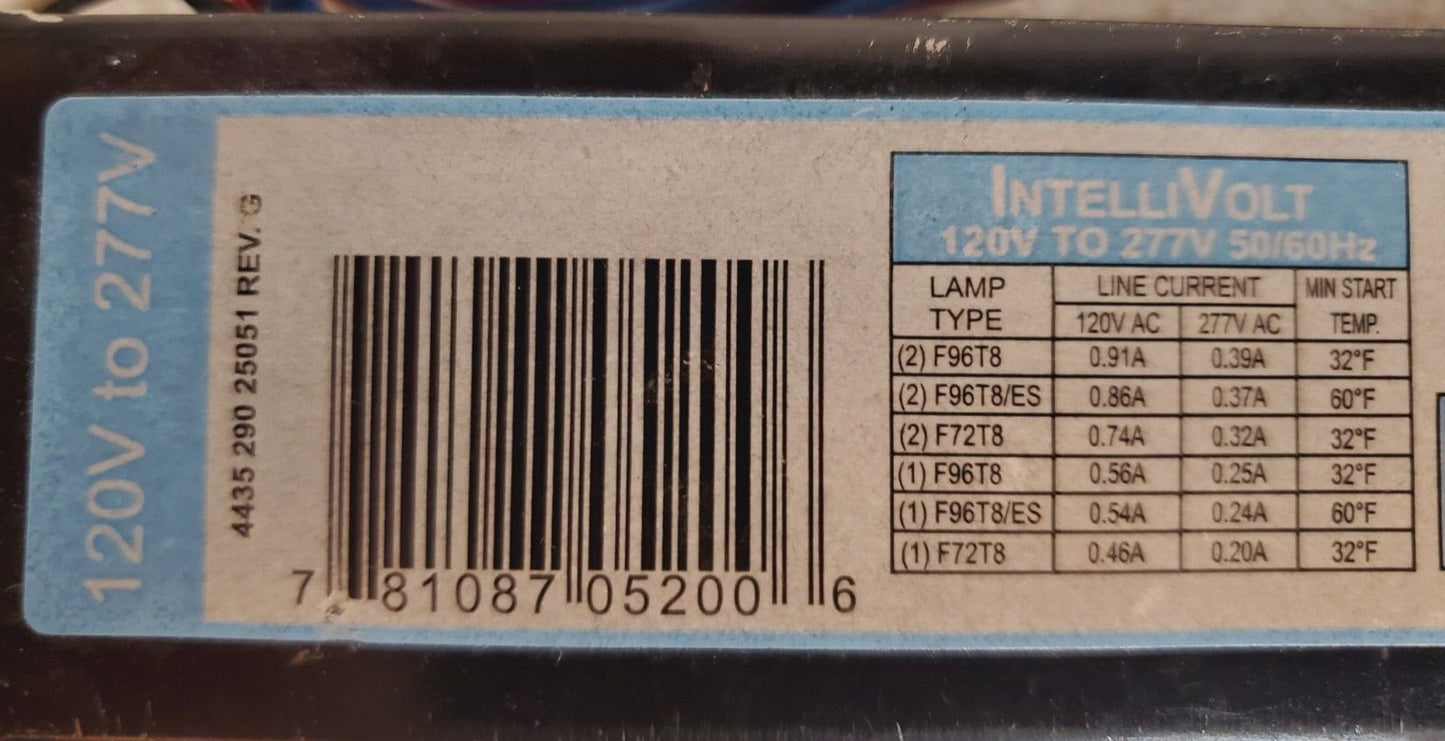 120V to 277V
4435 290 25051 REV. G
7 81087 05200 6
INTELLIVOLT
120V TO 277V 50/60Hz
LAMP TYPE LINE CURRENT MIN START TEMP.
120V AC 277V AC
(2) F96T8 0.91A 0.39A 32°F
(2) F96T8/ES 0.86A 0.37A 60°F
(2) F72T8 0.74A 0.32A 32°F
(1) F96T8 0.56A 0.25A 32°F
(1) F96T8/ES 0.54A 0.24A 60°F
(1) F72T8 0.46A 0.20A 32°F